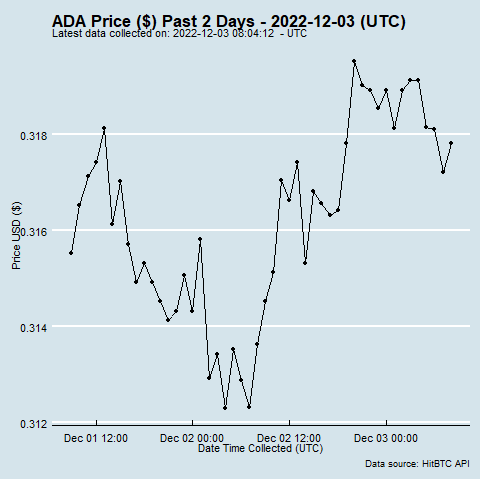 ADA Price ($) Past 2 Days - 2022-12-03 (UTC)
Latest data collected on: 2022-12-03 08:04:12  - UTC
Price USD ($)
0.318
0.316
0.314
0.312
Dec 01 12:00 Dec 02 00:00 Dec 02 12:00 Dec 03 00:00
Date Time Collected (UTC)
Data source: HitBTC API